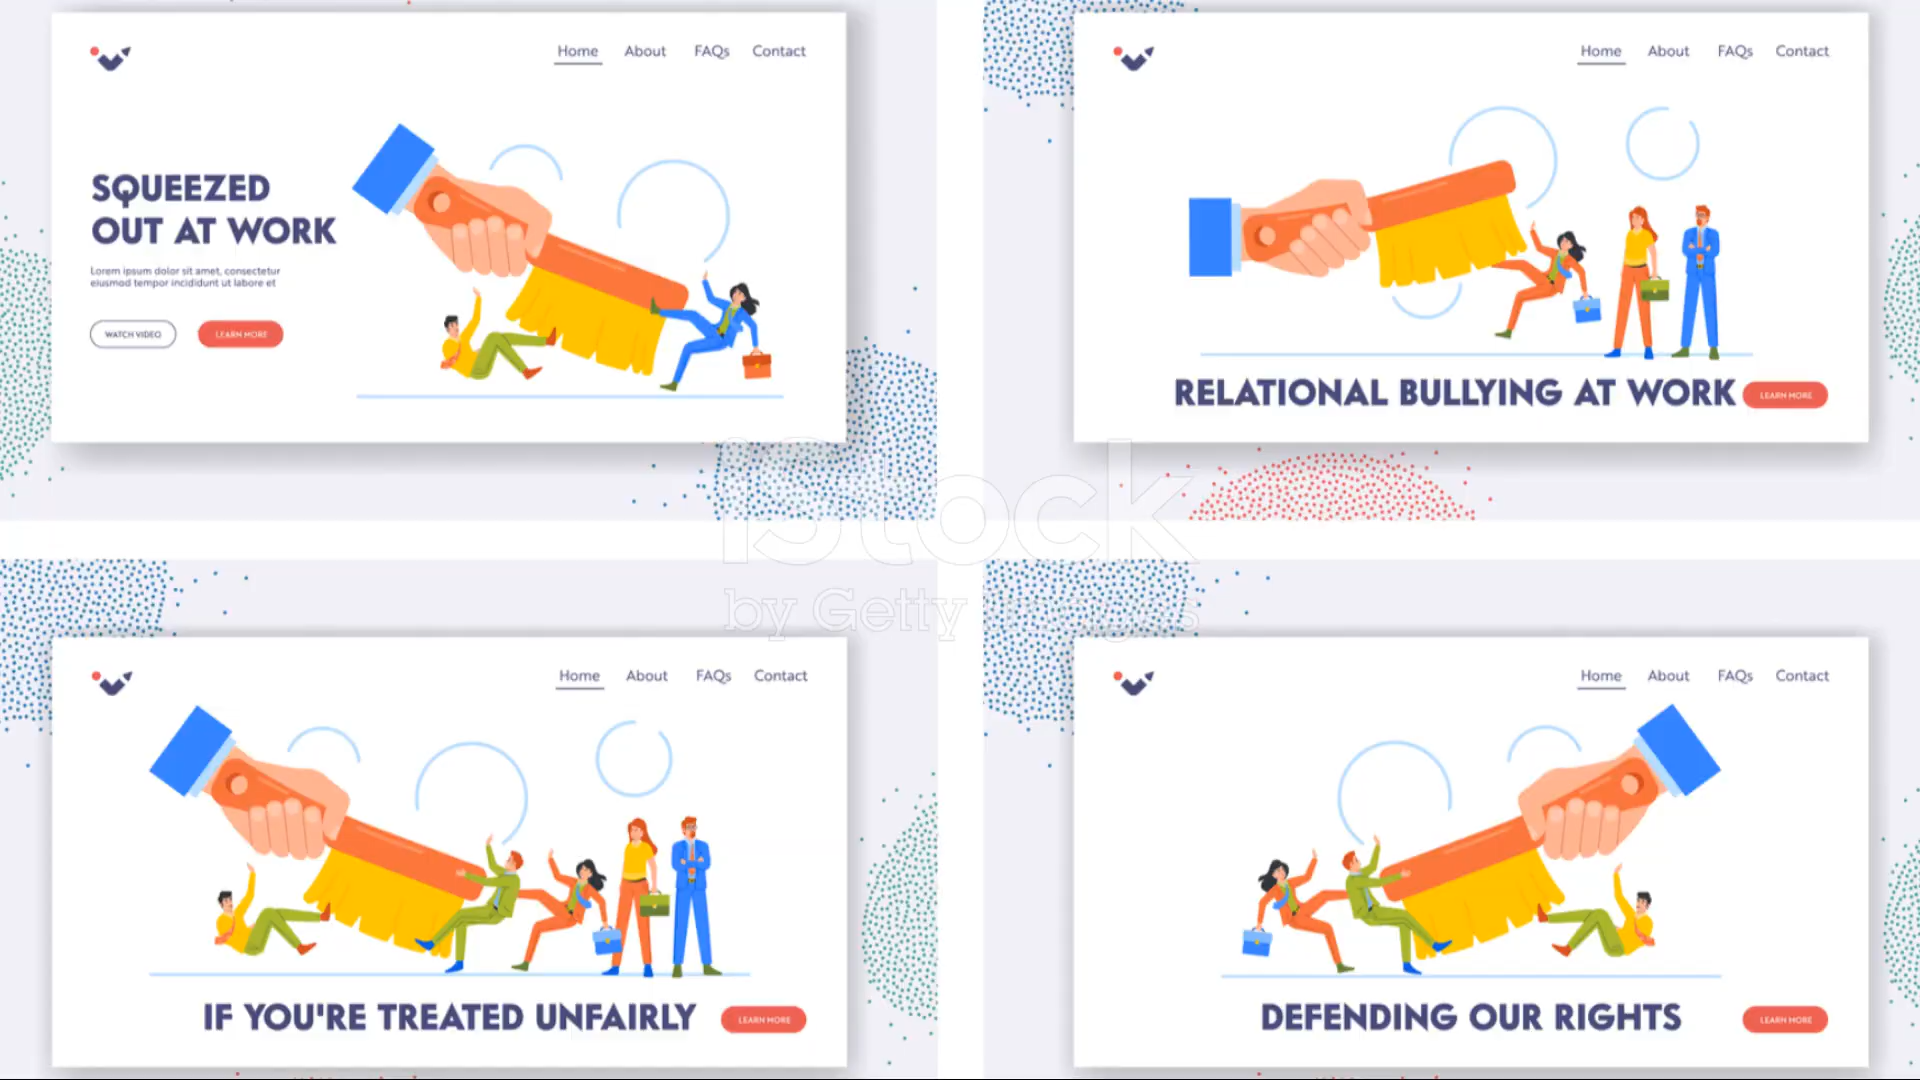 Home About FAQs Contact
SQUEEZED
OUT AT WORK
Lorem ipsum dolor sit amet, consectetur
eiusmod tempor incididunt ut labore et
WATCH VIDEO LEARN MORE
Home About FAQs Contact
RELATIONAL BULLYING AT WORK LEARN MORE
iStock
by Getty Images
Home About FAQs Contact
IF YOU'RE TREATED UNFAIRLY LEARN MORE
Home About FAQs Contact
DEFENDING OUR RIGHTS LEARN MORE